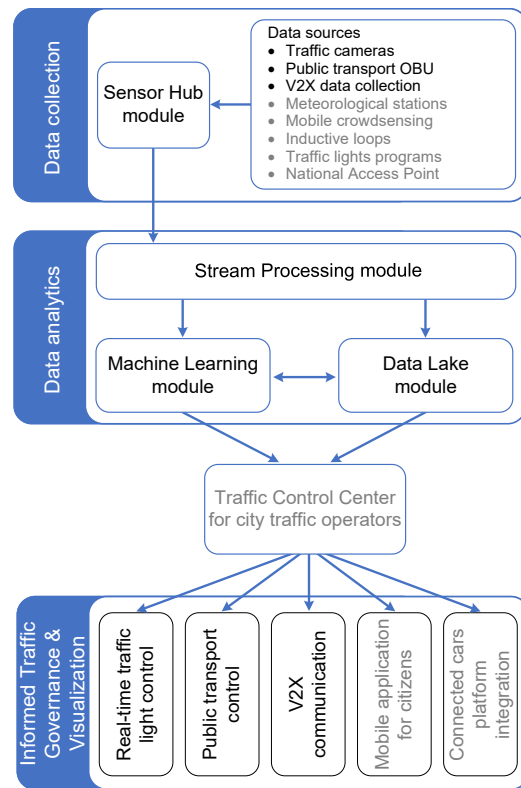 Data collection
Data sources
• Traffic cameras
• Public transport OBU
• V2X data collection
• Meteorological stations
• Mobile crowdsensing
• Inductive loops
• Traffic lights programs
• National Access Point
Sensor Hub
module
Data analytics
Stream Processing module
Machine Learning
module
Data Lake
module
Traffic Control Center
for city traffic operators
Informed Traffic
Governance &
Visualization
Real-time traffic
light control
Public transport
control
V2X
communication
Mobile application
for citizens
Connected cars
platform
integration